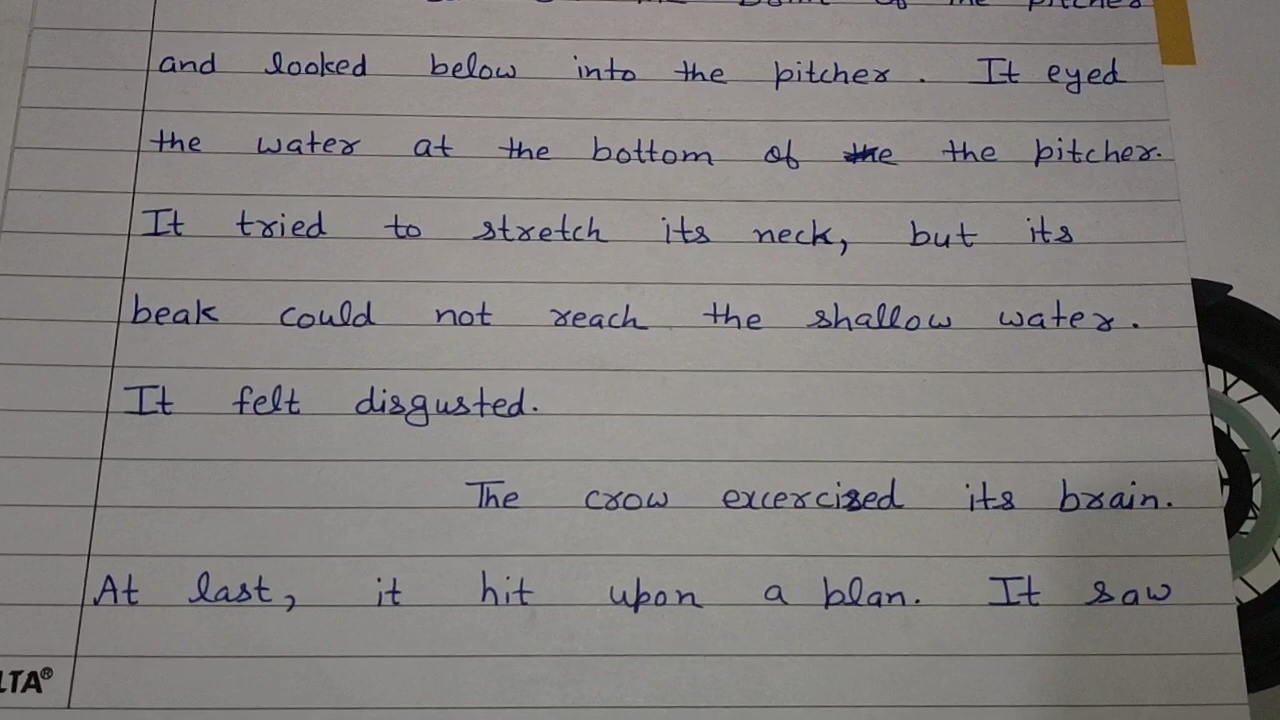 the pitcher
and looked below into the pitcher. It eyed
the water at the bottom of the the pitcher.
It tried to stretch its neck, but its
beak could not reach the shallow water.
It felt disgusted.
The crow excercised its brain.
At last, it hit upon a blan. It saw
LTA®